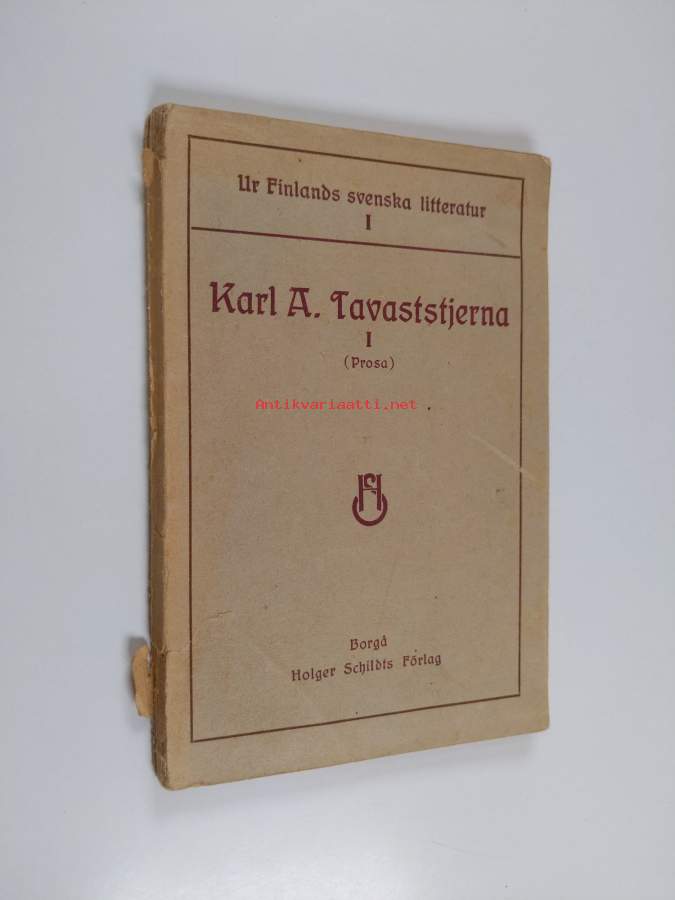 Ur Finlands svenska litteratur
I
Karl A. Tavaststjerna
I
(Prosa)
Antikvariaatti.net
Borgå
Holger Schildts Förlag